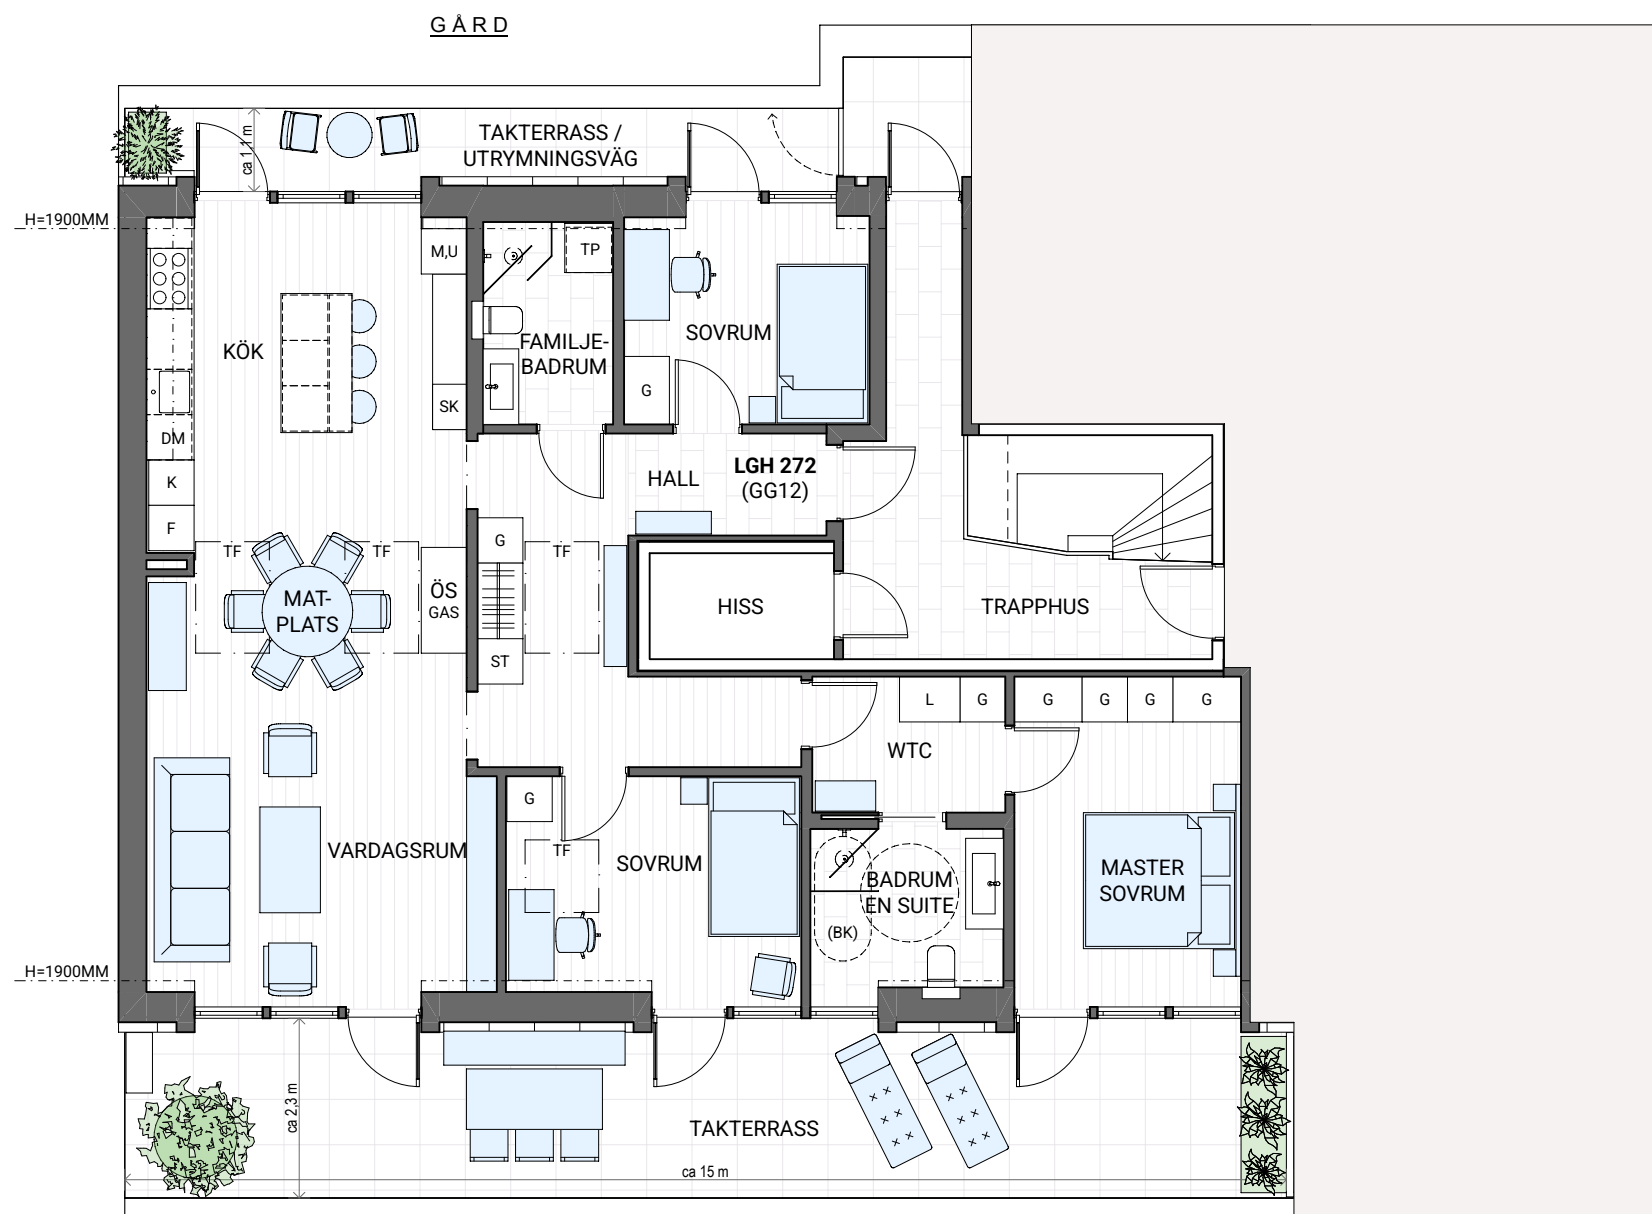 GÅRD
TAKTERRASS /
UTRYMNINGSVÄG
ca 1,1 m
H=1900MM
M,U
TP
KÖK
FAMILJE-
BADRUM
SOVRUM
G
SK
DM
K
F
HALL
LGH 272
(GG12)
TF
TF
G
TF
MAT-
PLATS
ÖS
GAS
HISS
TRAPPHUS
ST
L
G
G
G
G
G
WTC
G
VARDAGSRUM
TF
SOVRUM
BADRUM
EN SUITE
(BK)
MASTER
SOVRUM
H=1900MM
ca 2,3 m
TAKTERRASS
ca 15 m